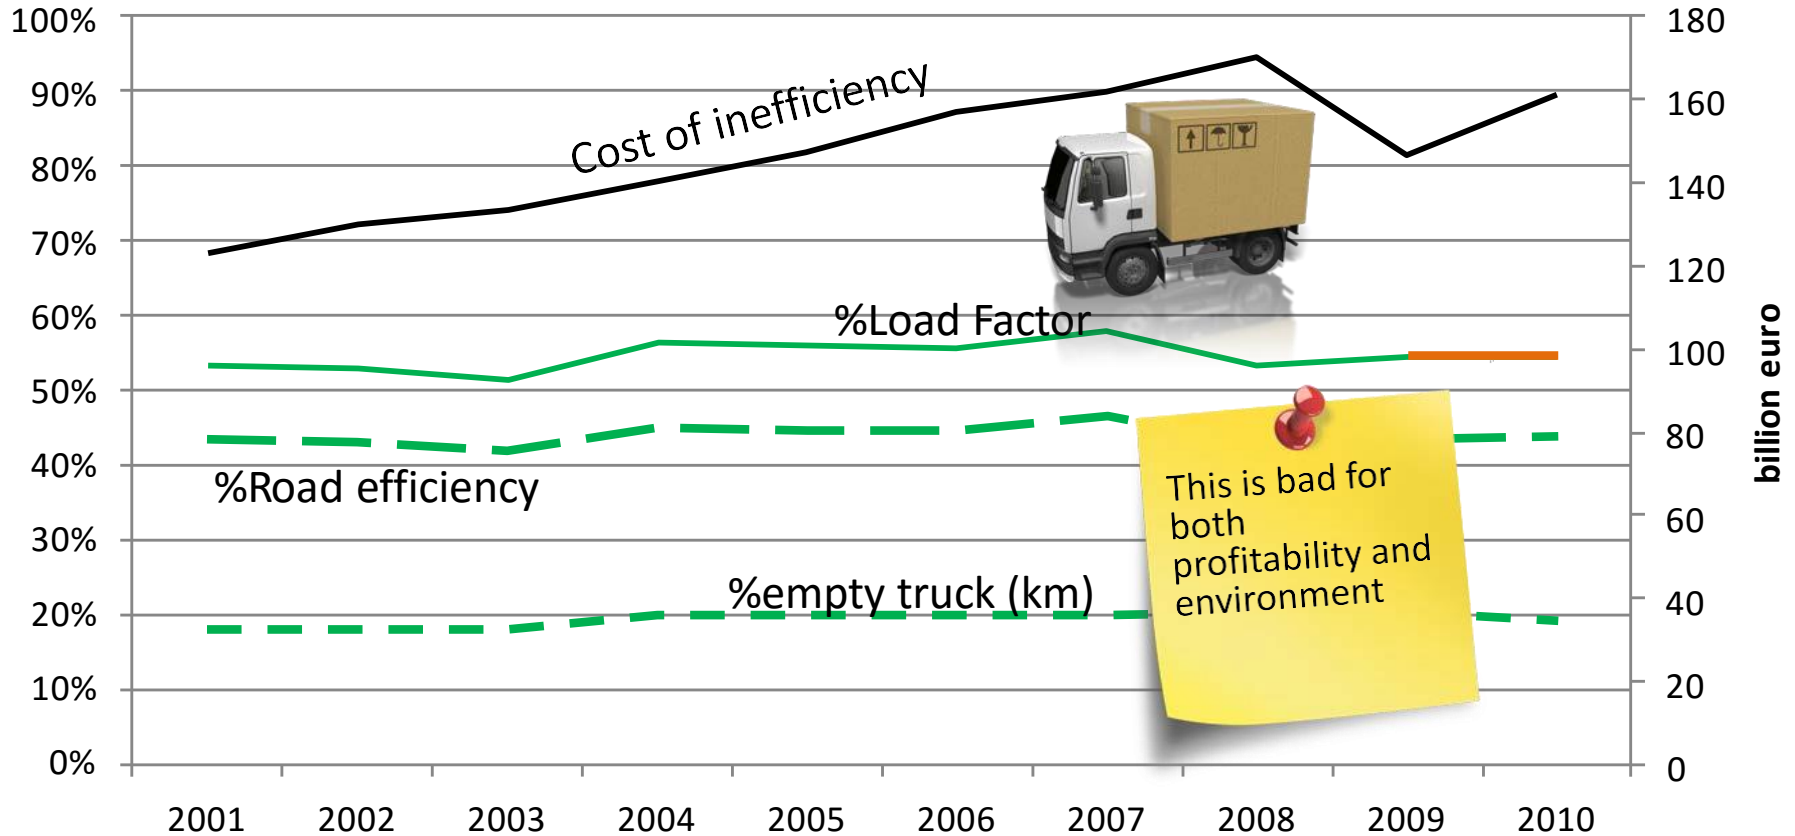 100%
90%
80%
70%
60%
50%
40%
30%
20%
10%
0%
180
160
140
120
100
80
60
40
20
0
billion euro
Cost of inefficiency
%Load Factor
%Road efficiency
%empty truck (km)
This is bad for
both
profitability and
environment
2001 2002 2003 2004 2005 2006 2007 2008 2009 2010